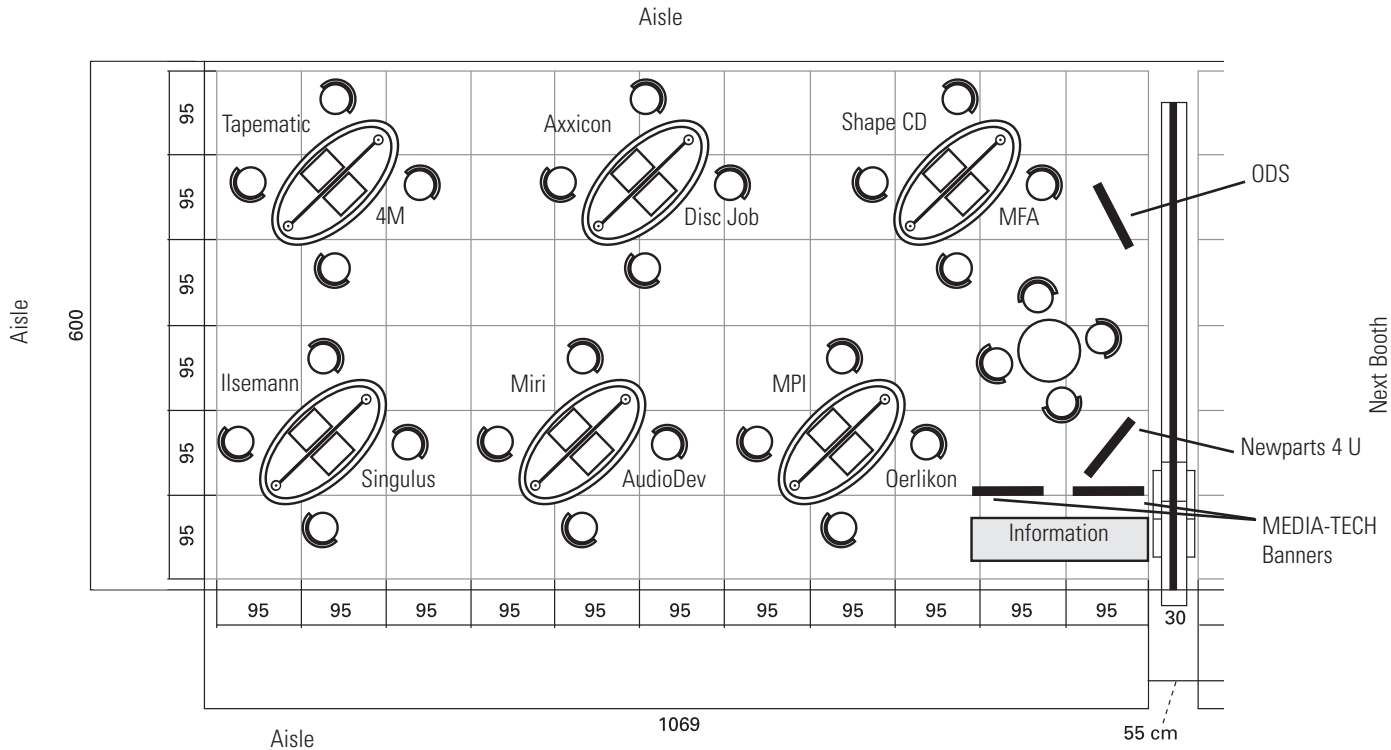 Aisle
Tapematic
Axxicon
Shape CD
ODS
4M
Disc Job
MFA
95
95
95
95
95
95
Aisle
600
Next Booth
Ilsemann
Miri
MPI
Newparts 4 U
Singulus
AudioDev
Oerlikon
Information
MEDIA-TECH
Banners
95
95
95
95
95
95
95
95
95
95
95
30
1069
55 cm
Aisle